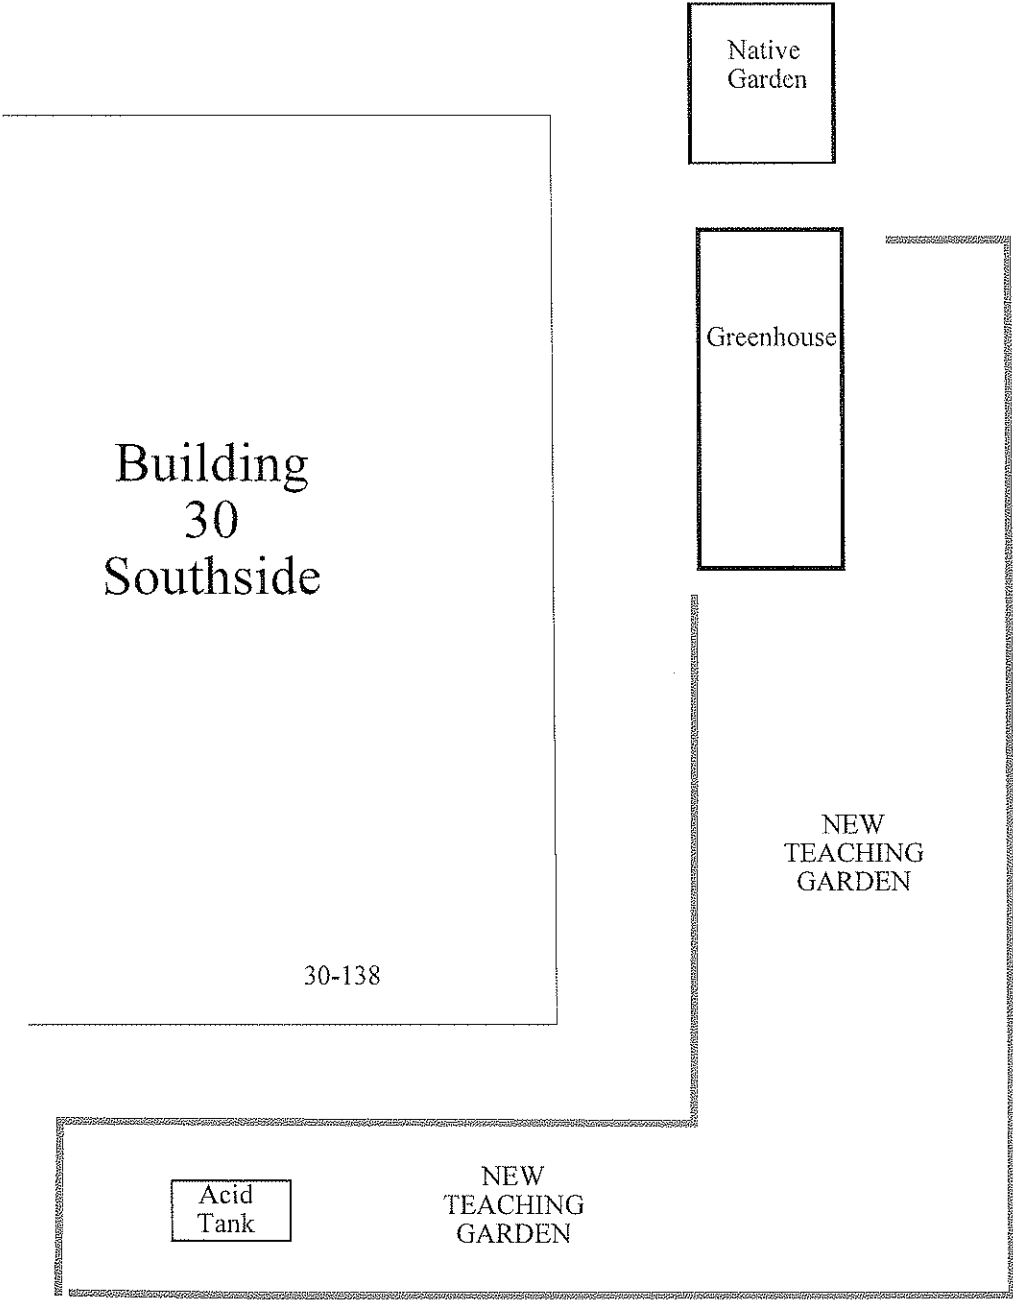 Native
Garden
Greenhouse
Building
30
Southside
NEW
TEACHING
GARDEN
30-138
Acid
Tank
NEW
TEACHING
GARDEN